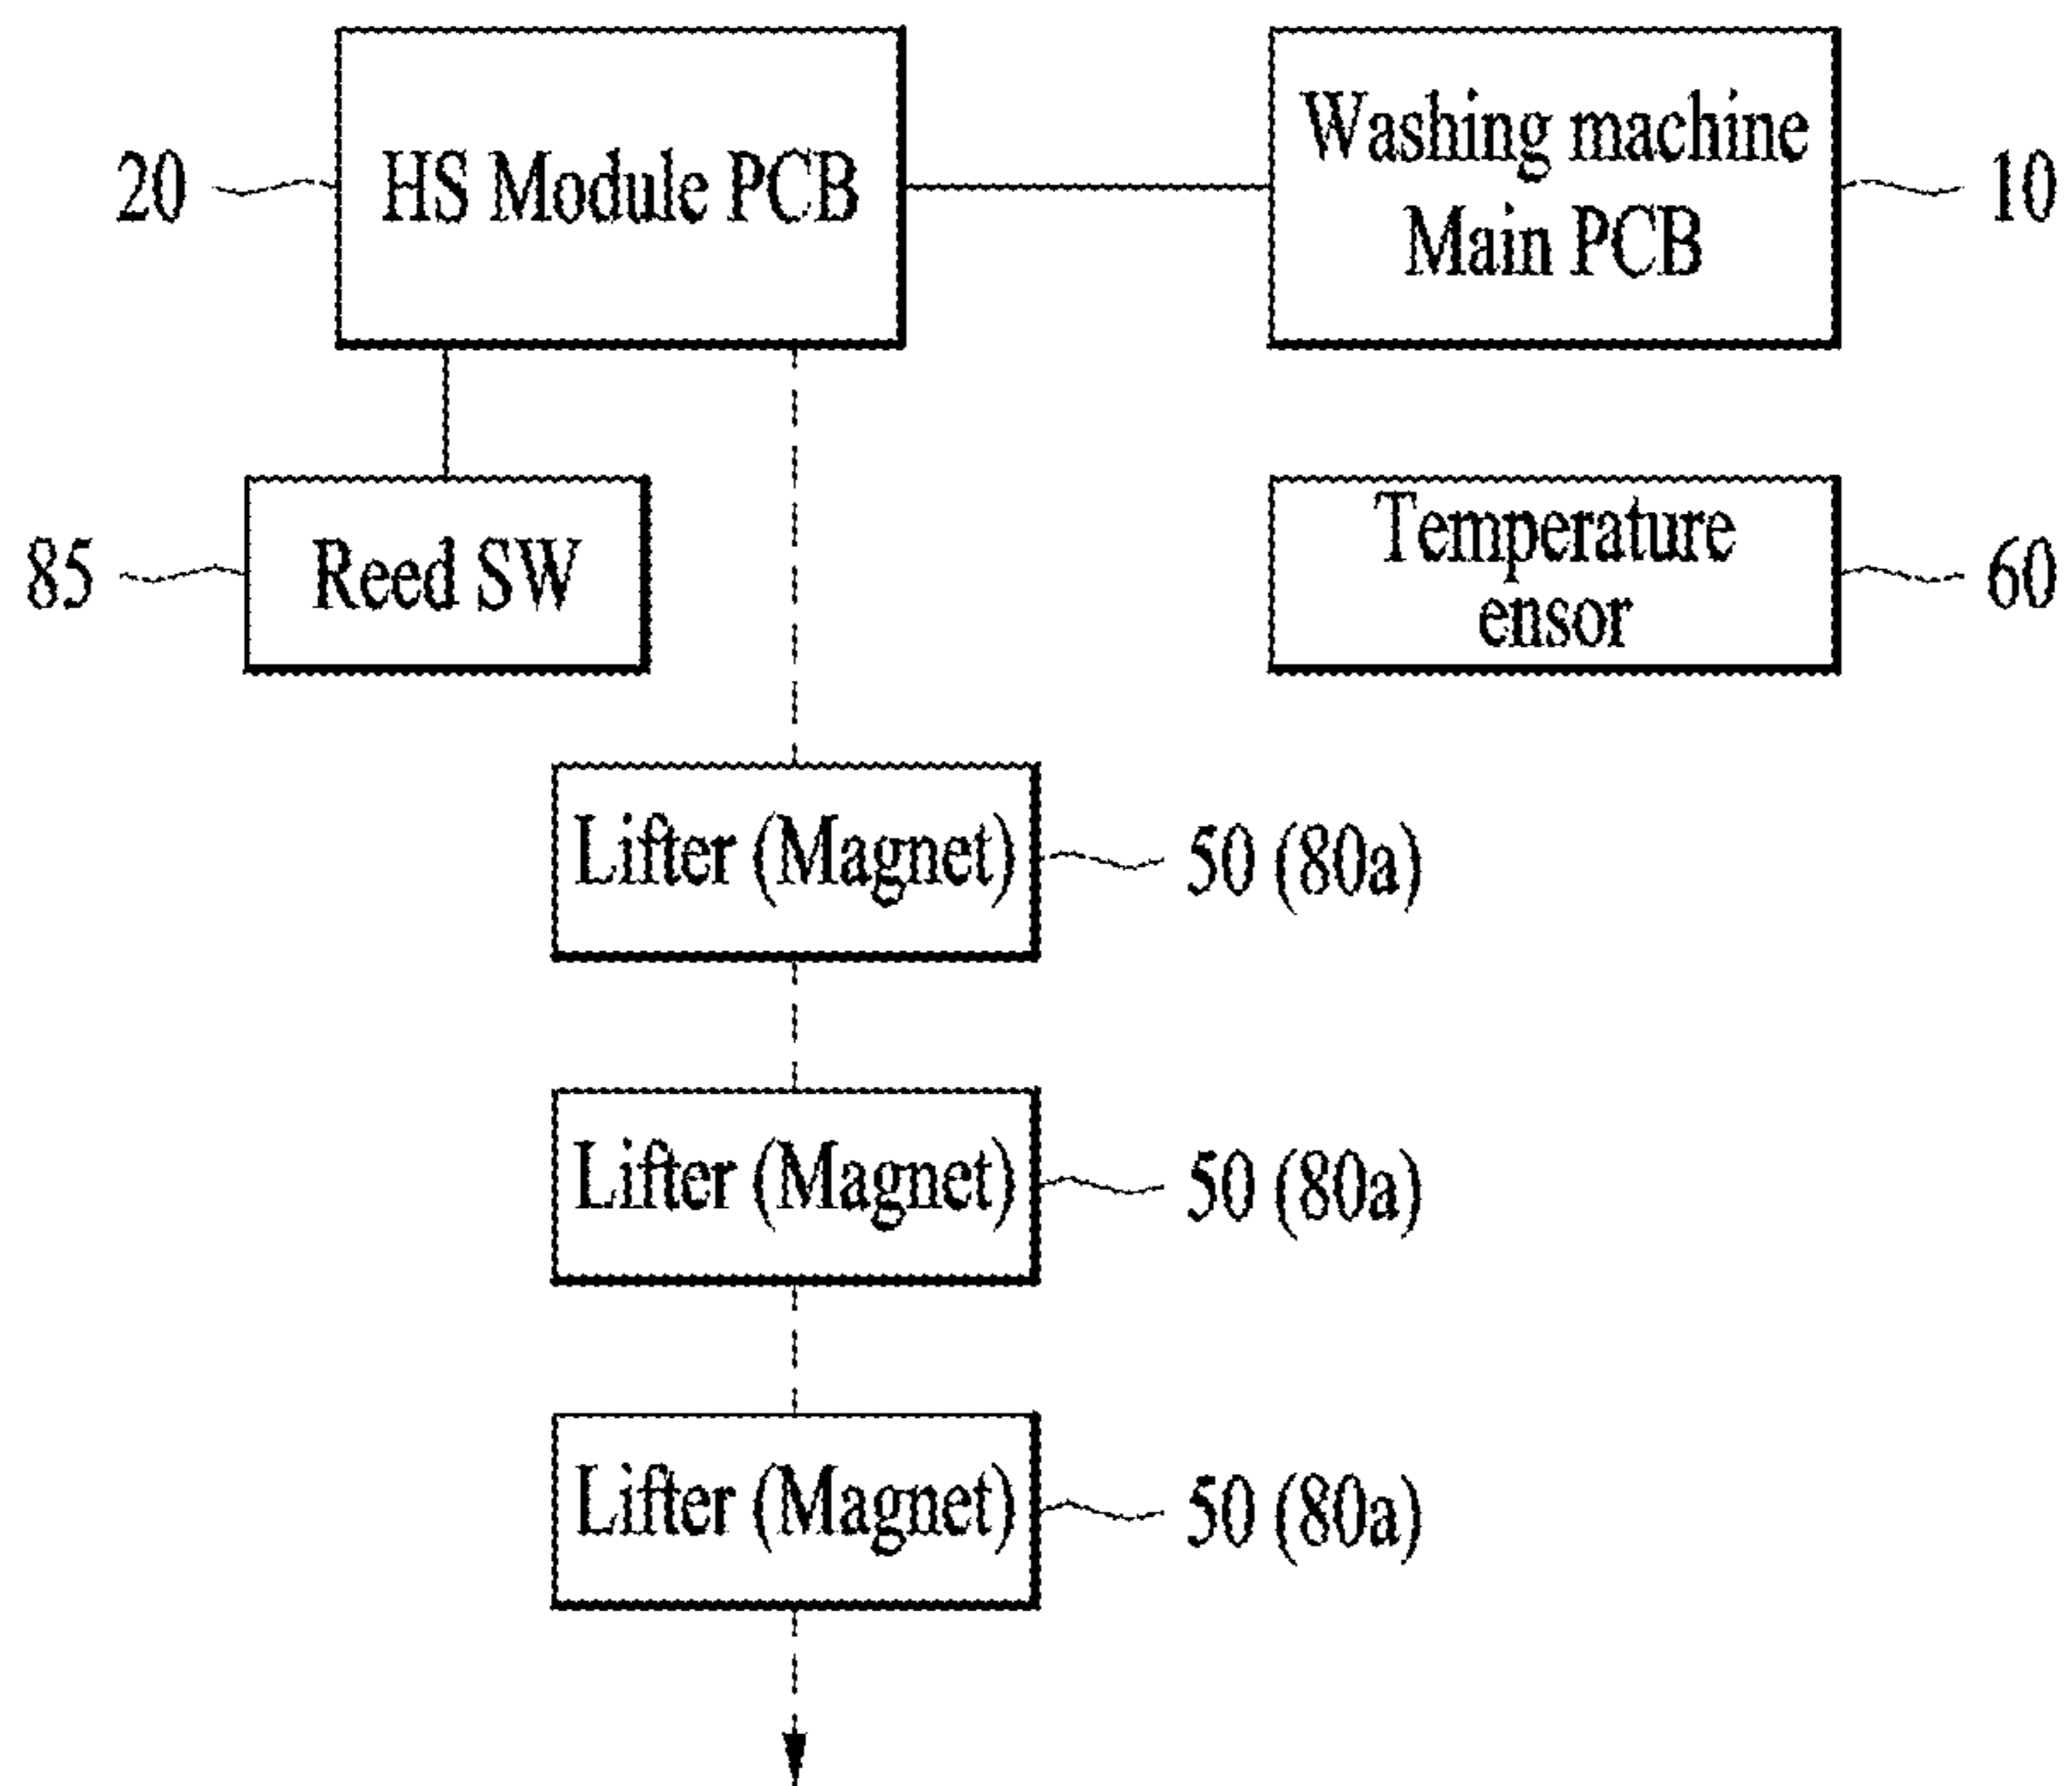 20
HS Module PCB
Washing machine
Main PCB
10
85
Reed SW
Temperature
ensor
60
Lifter (Magnet)
50 (80a)
Lifter (Magnet)
50 (80a)
Lifter (Magnet)
50 (80a)